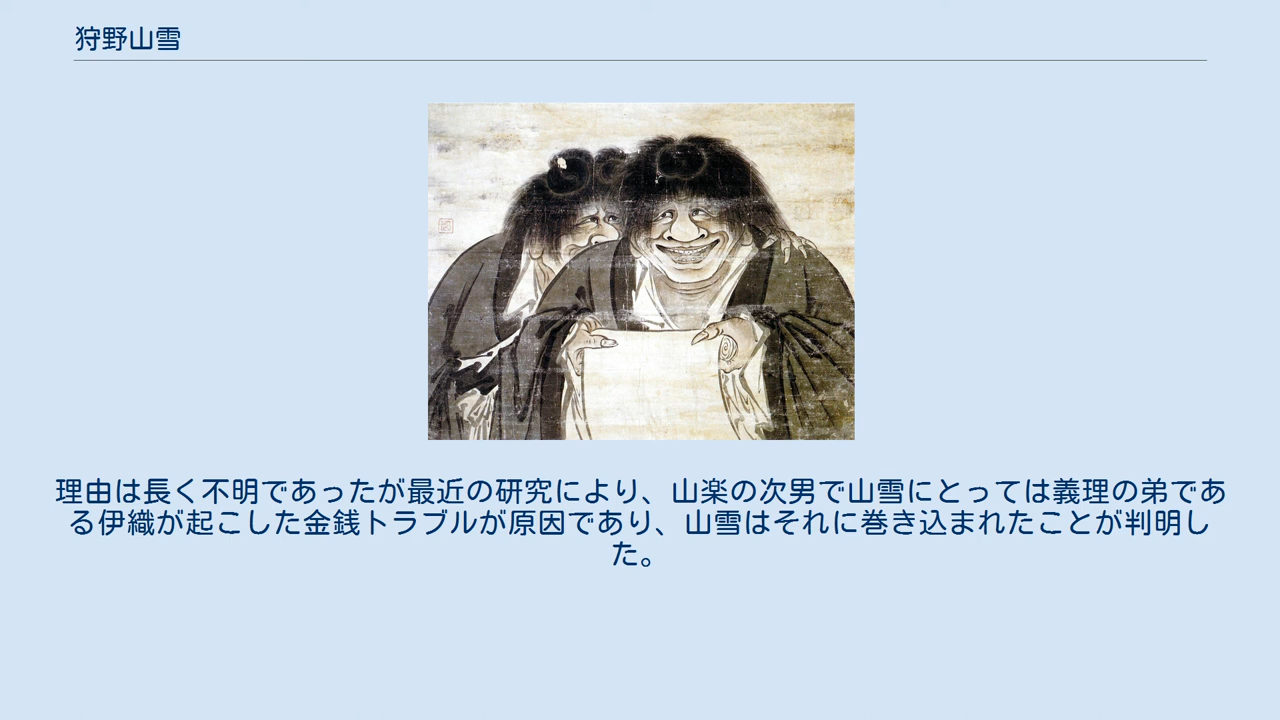 狩野山雪
理由は長く不明であったが最近の研究により、山楽の次男で山雪にとっては義理の弟であ
る伊織が起こした金銭トラブルが原因であり、山雪はそれに巻き込まれたことが判明し
た。